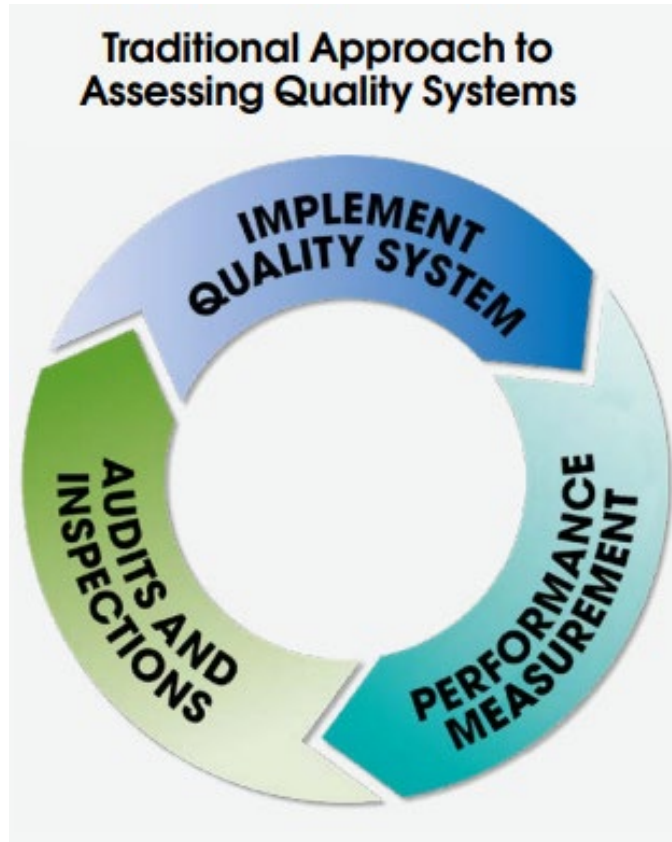 Traditional Approach to
Assessing Quality Systems
IMPLEMENT
QUALITY SYSTEM
PERFORMANCE
MEASUREMENT
AUDITS AND
INSPECTIONS